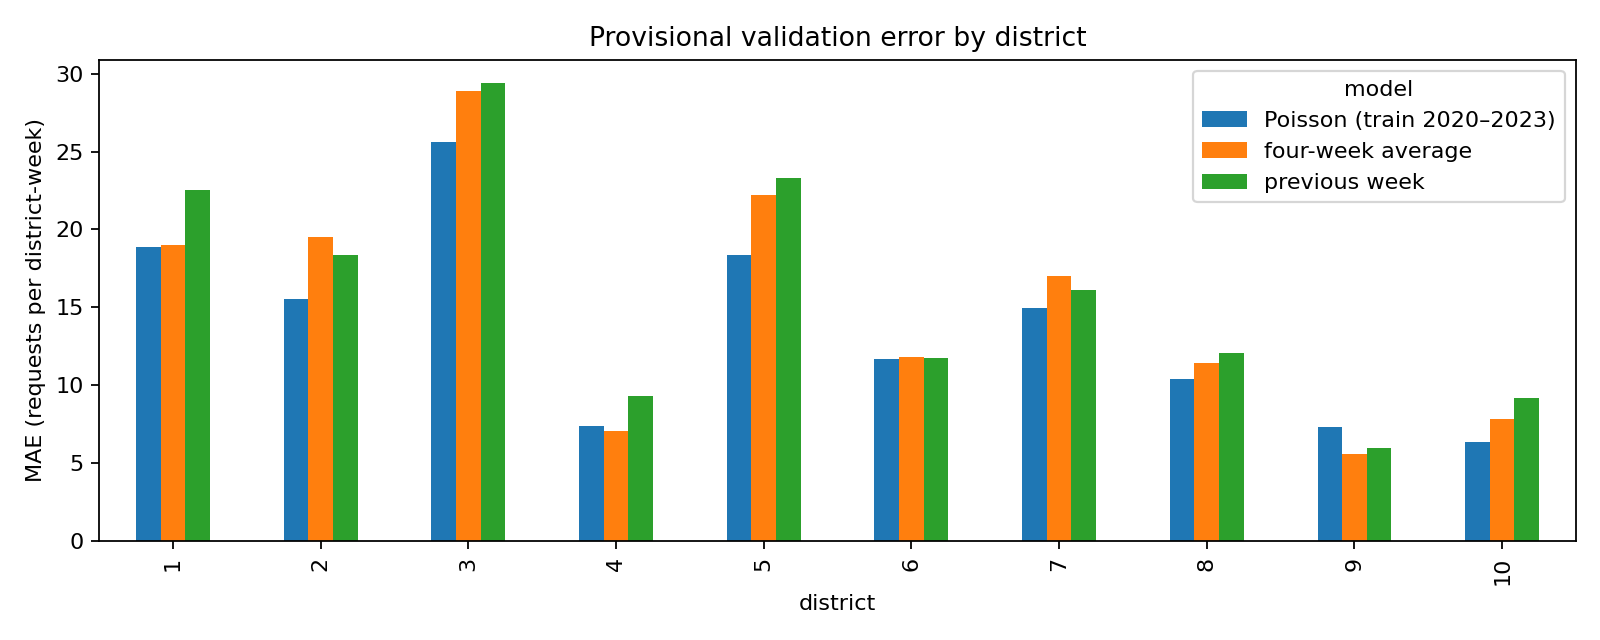 Provisional validation error by district
MAE (requests per district-week)
30
25
20
15
10
5
0
model
Poisson (train 2020–2023)
four-week average
previous week
1
2
3
4
5
6
7
8
9
10
district